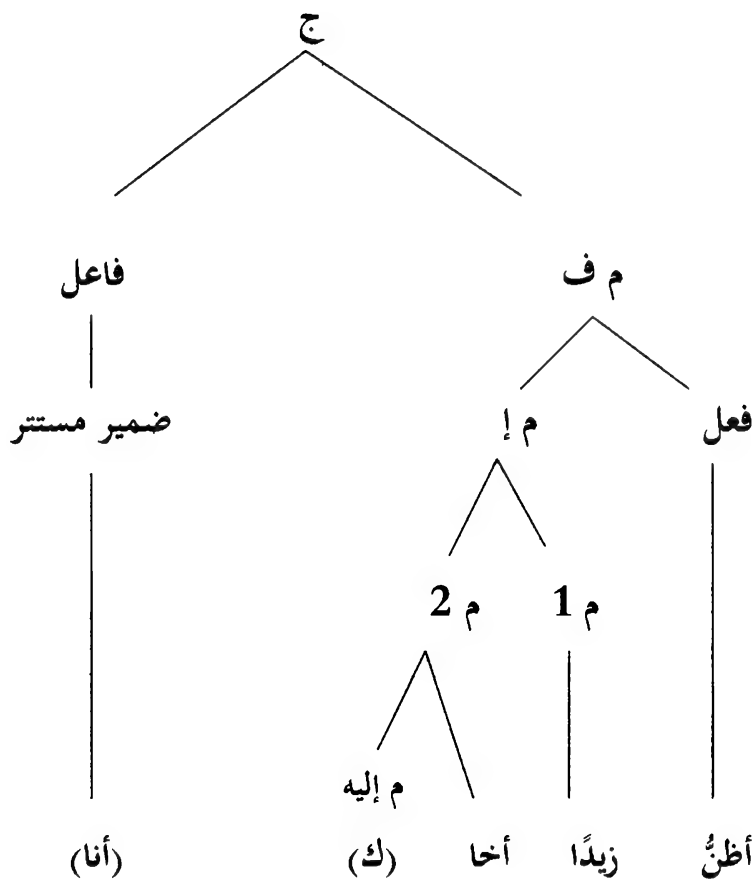 ج
م ف فاعل
فعل م إ ضمير مستتر
م 1 م 2
م إليه
أظنُّ زيدًا أخا (ك) (أنا)